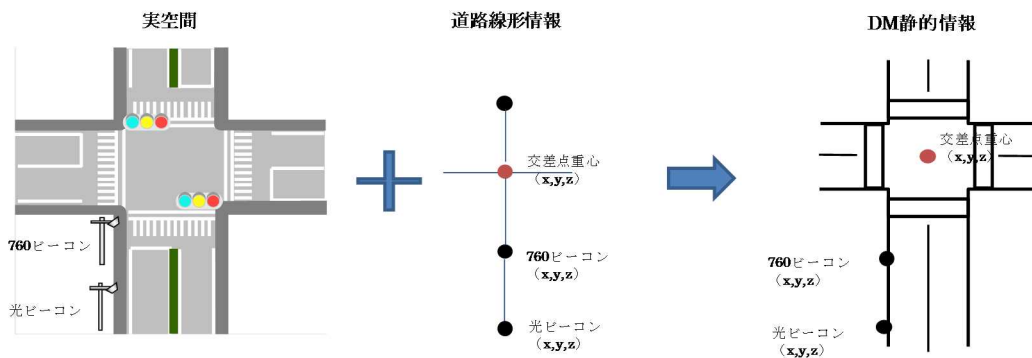 実空間
760ビーコン
光ビーコン
道路線形情報
交差点重心
（x,y,z）
760ビーコン
（x,y,z）
光ビーコン
（x,y,z）
DM静的情報
交差点重心
（x,y,z）
760ビーコン
（x,y,z）
光ビーコン
（x,y,z）